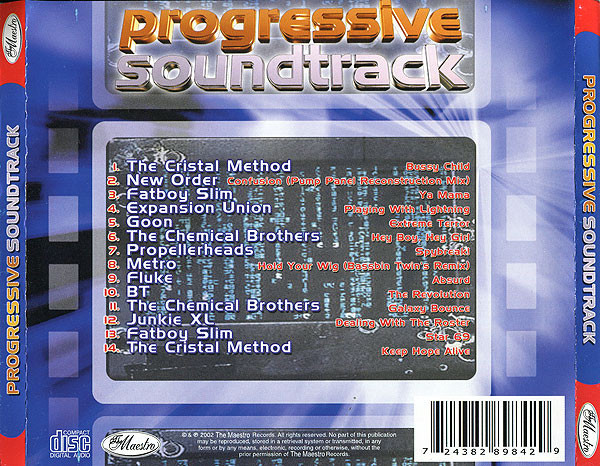 The Maestro
PROGRESSIVE SOUNDTRACK
progressive
soundtrack
1. The Cristal Method Bessy Child
2. New Order Confusion (Pump Panel Reconstruction Mix)
3. Fatboy Slim Ya Mama
4. Expansion Union Playing With Lightning
5. Goon Extreme Terror
6. The Chemical Brothers Hey Boy, Hey Girl
7. Propellerheads Spybreak!
8. Metro Hold Your Wig (Bassbin Twin's Remix)
9. Fluke Absurd
10. BT The Revolution
11. The Chemical Brothers Galaxy Bounce
12. Junkie XL Dealing With The Roster
13. Fatboy Slim Star 69
14. The Cristal Method Keep Hope Alive
COMPACT
disc
DIGITAL AUDIO
The Maestro
© & ℗ 2002 The Maestro Records. All rights reserved. No part of this publication
may be reproduced, stored in a retrieval system or transmitted, in any
form or by any means, electronic, recording or otherwise, without the
prior permission of The Maestro Records.
7 24382 89842 9
The Maestro
PROGRESSIVE SOUNDTRACK